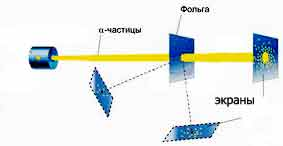 Фольга
α-частицы
экраны